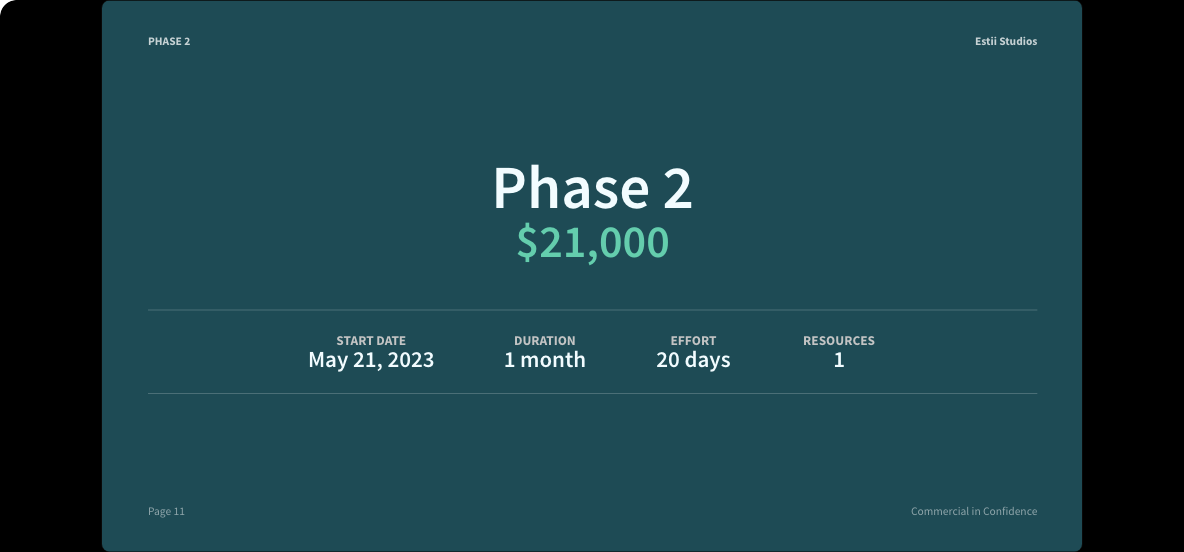 PHASE 2
Estii Studios
Phase 2
$21,000
START DATE
May 21, 2023
DURATION
1 month
EFFORT
20 days
RESOURCES
1
Page 11
Commercial in Confidence